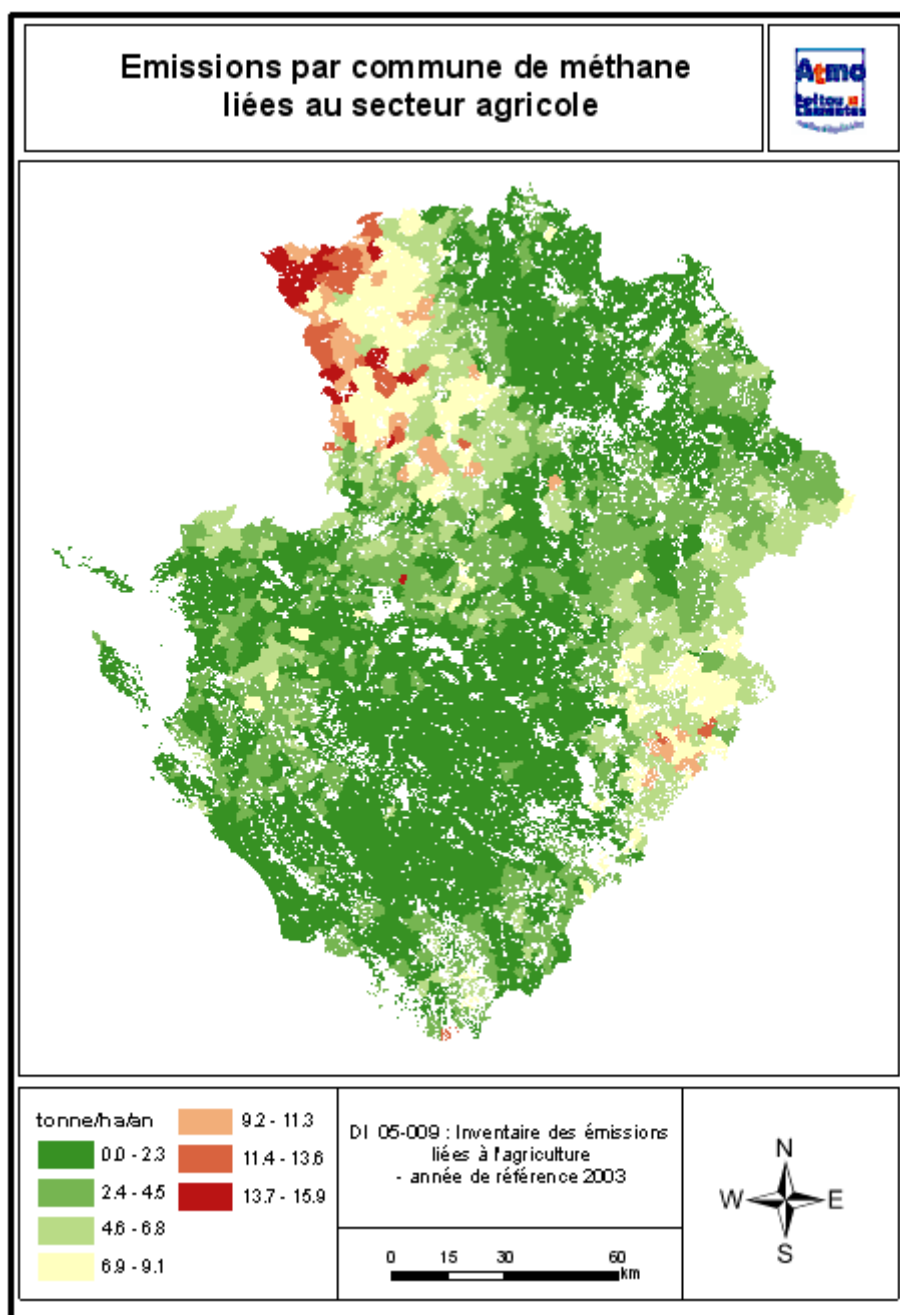 Emissions par commune de méthane
liées au secteur agricole
Atmo
Poitou
Charentes
tonne/ha/an
0.0 - 2.3
2.4 - 4.5
4.6 - 6.8
6.9 - 9.1
9.2 - 11.3
11.4 - 13.6
13.7 - 15.9
DI 05-009 : Inventaire des émissions
liées à l'agriculture
- année de référence 2003
0 15 30 60
km
N
W E
S